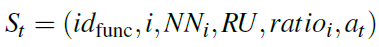 S_t = (id_func, i, NN_i, RU, ratio_i, a_t)